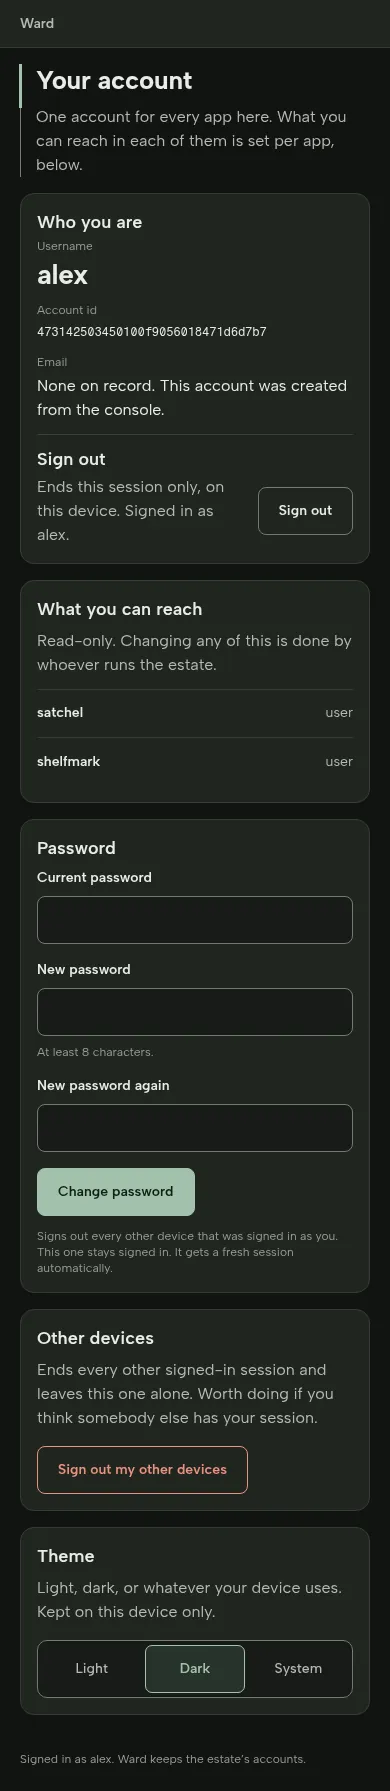 Ward
Your account
One account for every app here. What you
can reach in each of them is set per app,
below.
Who you are
Username
alex
Account id
473142503450100f9056018471d6d7b7
Email
None on record. This account was created
from the console.
Sign out
Ends this session only, on
this device. Signed in as
alex.
Sign out
What you can reach
Read-only. Changing any of this is done by
whoever runs the estate.
satchel user
shelfmark user
Password
Current password
New password
At least 8 characters.
New password again
Change password
Signs out every other device that was signed in as you.
This one stays signed in. It gets a fresh session
automatically.
Other devices
Ends every other signed-in session and
leaves this one alone. Worth doing if you
think somebody else has your session.
Sign out my other devices
Theme
Light, dark, or whatever your device uses.
Kept on this device only.
Light Dark System
Signed in as alex. Ward keeps the estate's accounts.